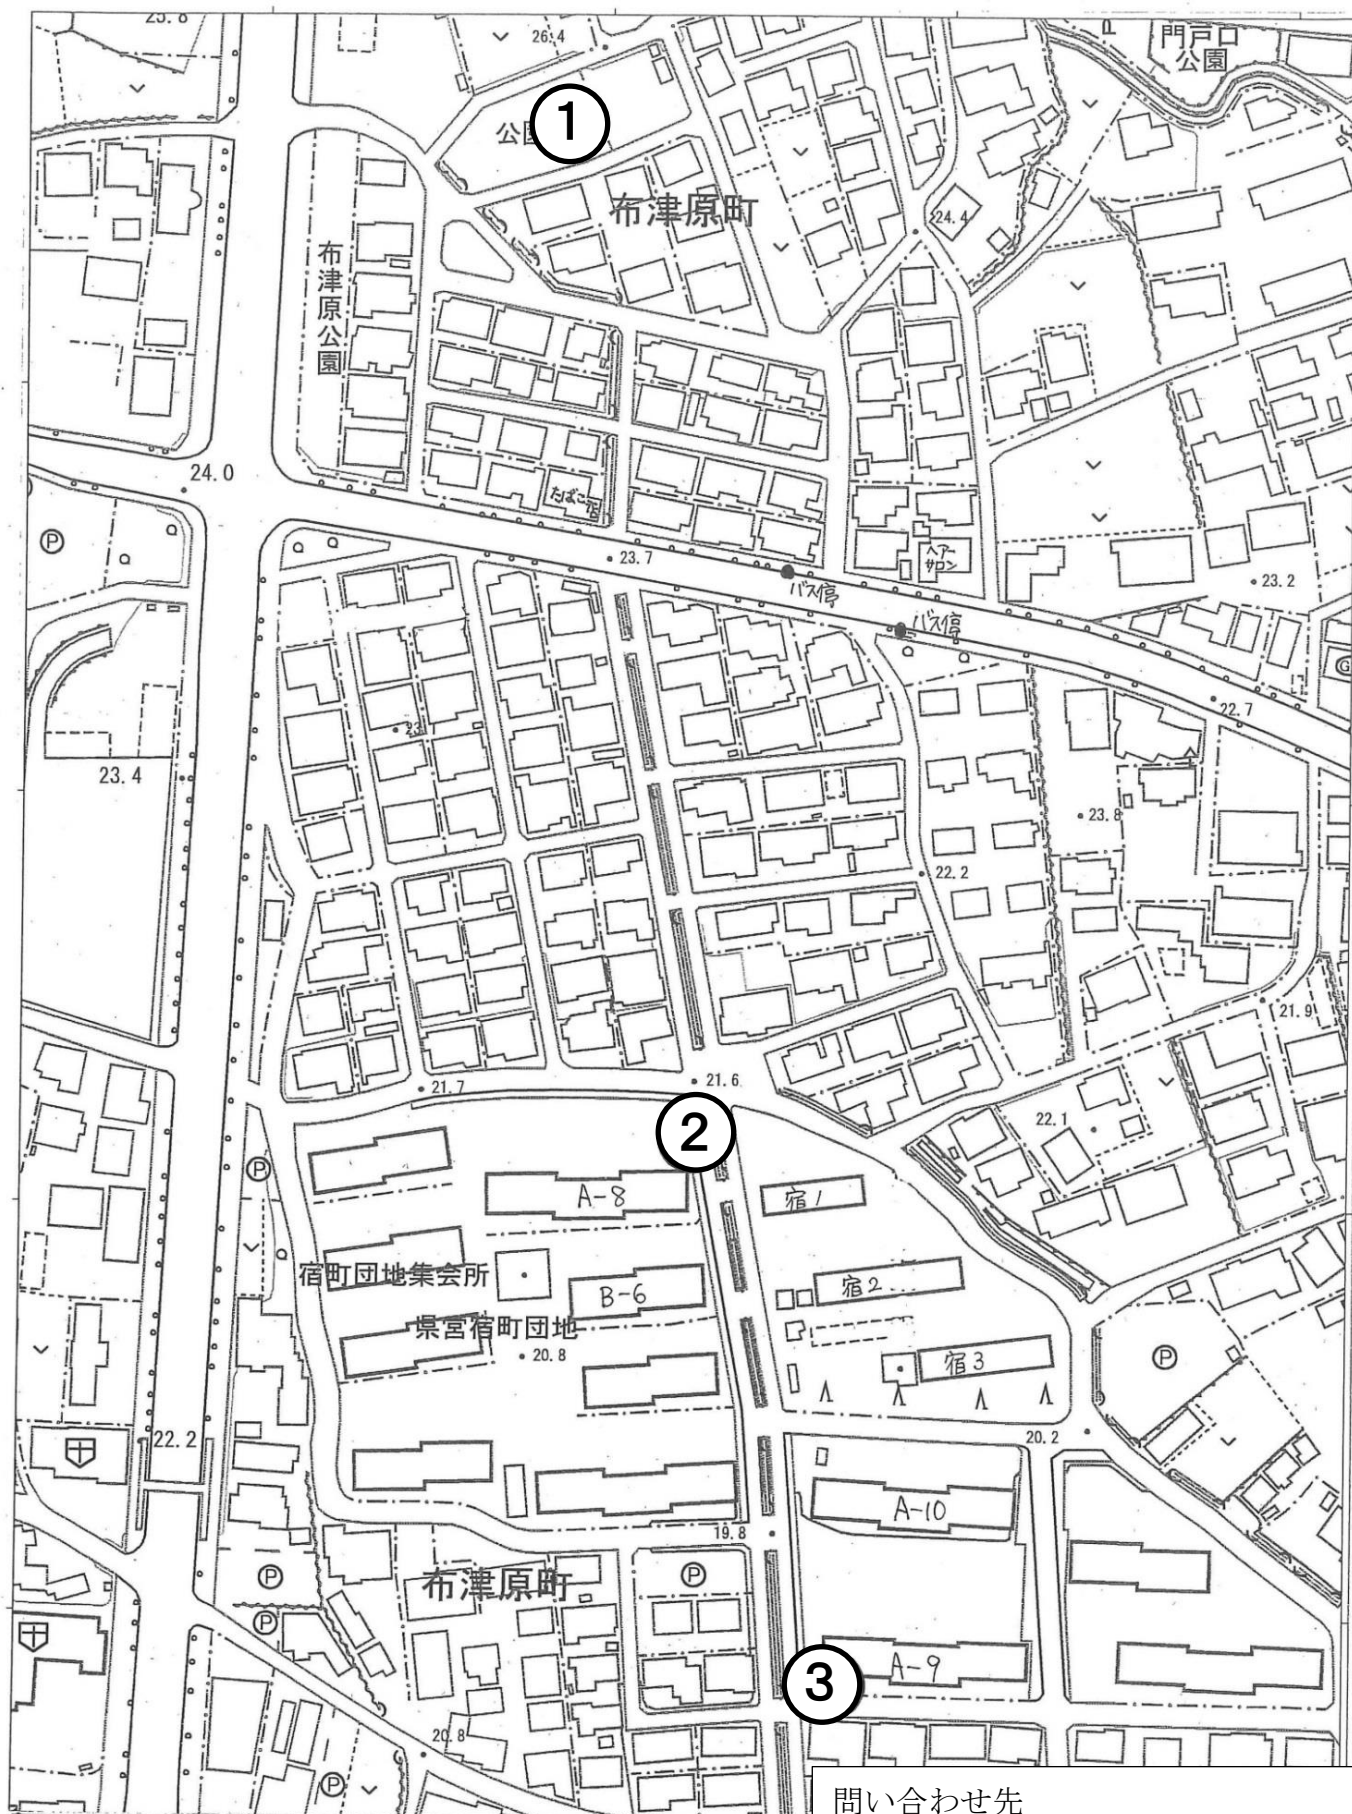 25.8
26.4
P
門戸口
公園
公園
①
布津原町
24.4
布津原公園
24.0
たばこ店
P
23.7
バス停
ヘアー
サロン
23.2
バス停
G
22.7
23.4
23.8
22.2
21.9
21.7
21.6
22.1
②
P
A-8
宿1
宿町団地集会所
B-6
宿2
県営宿町団地
20.8
宿3
P
22.2
20.2
A-10
19.8
P
P
布津原町
P
A-9
③
20.8
P
問い合わせ先